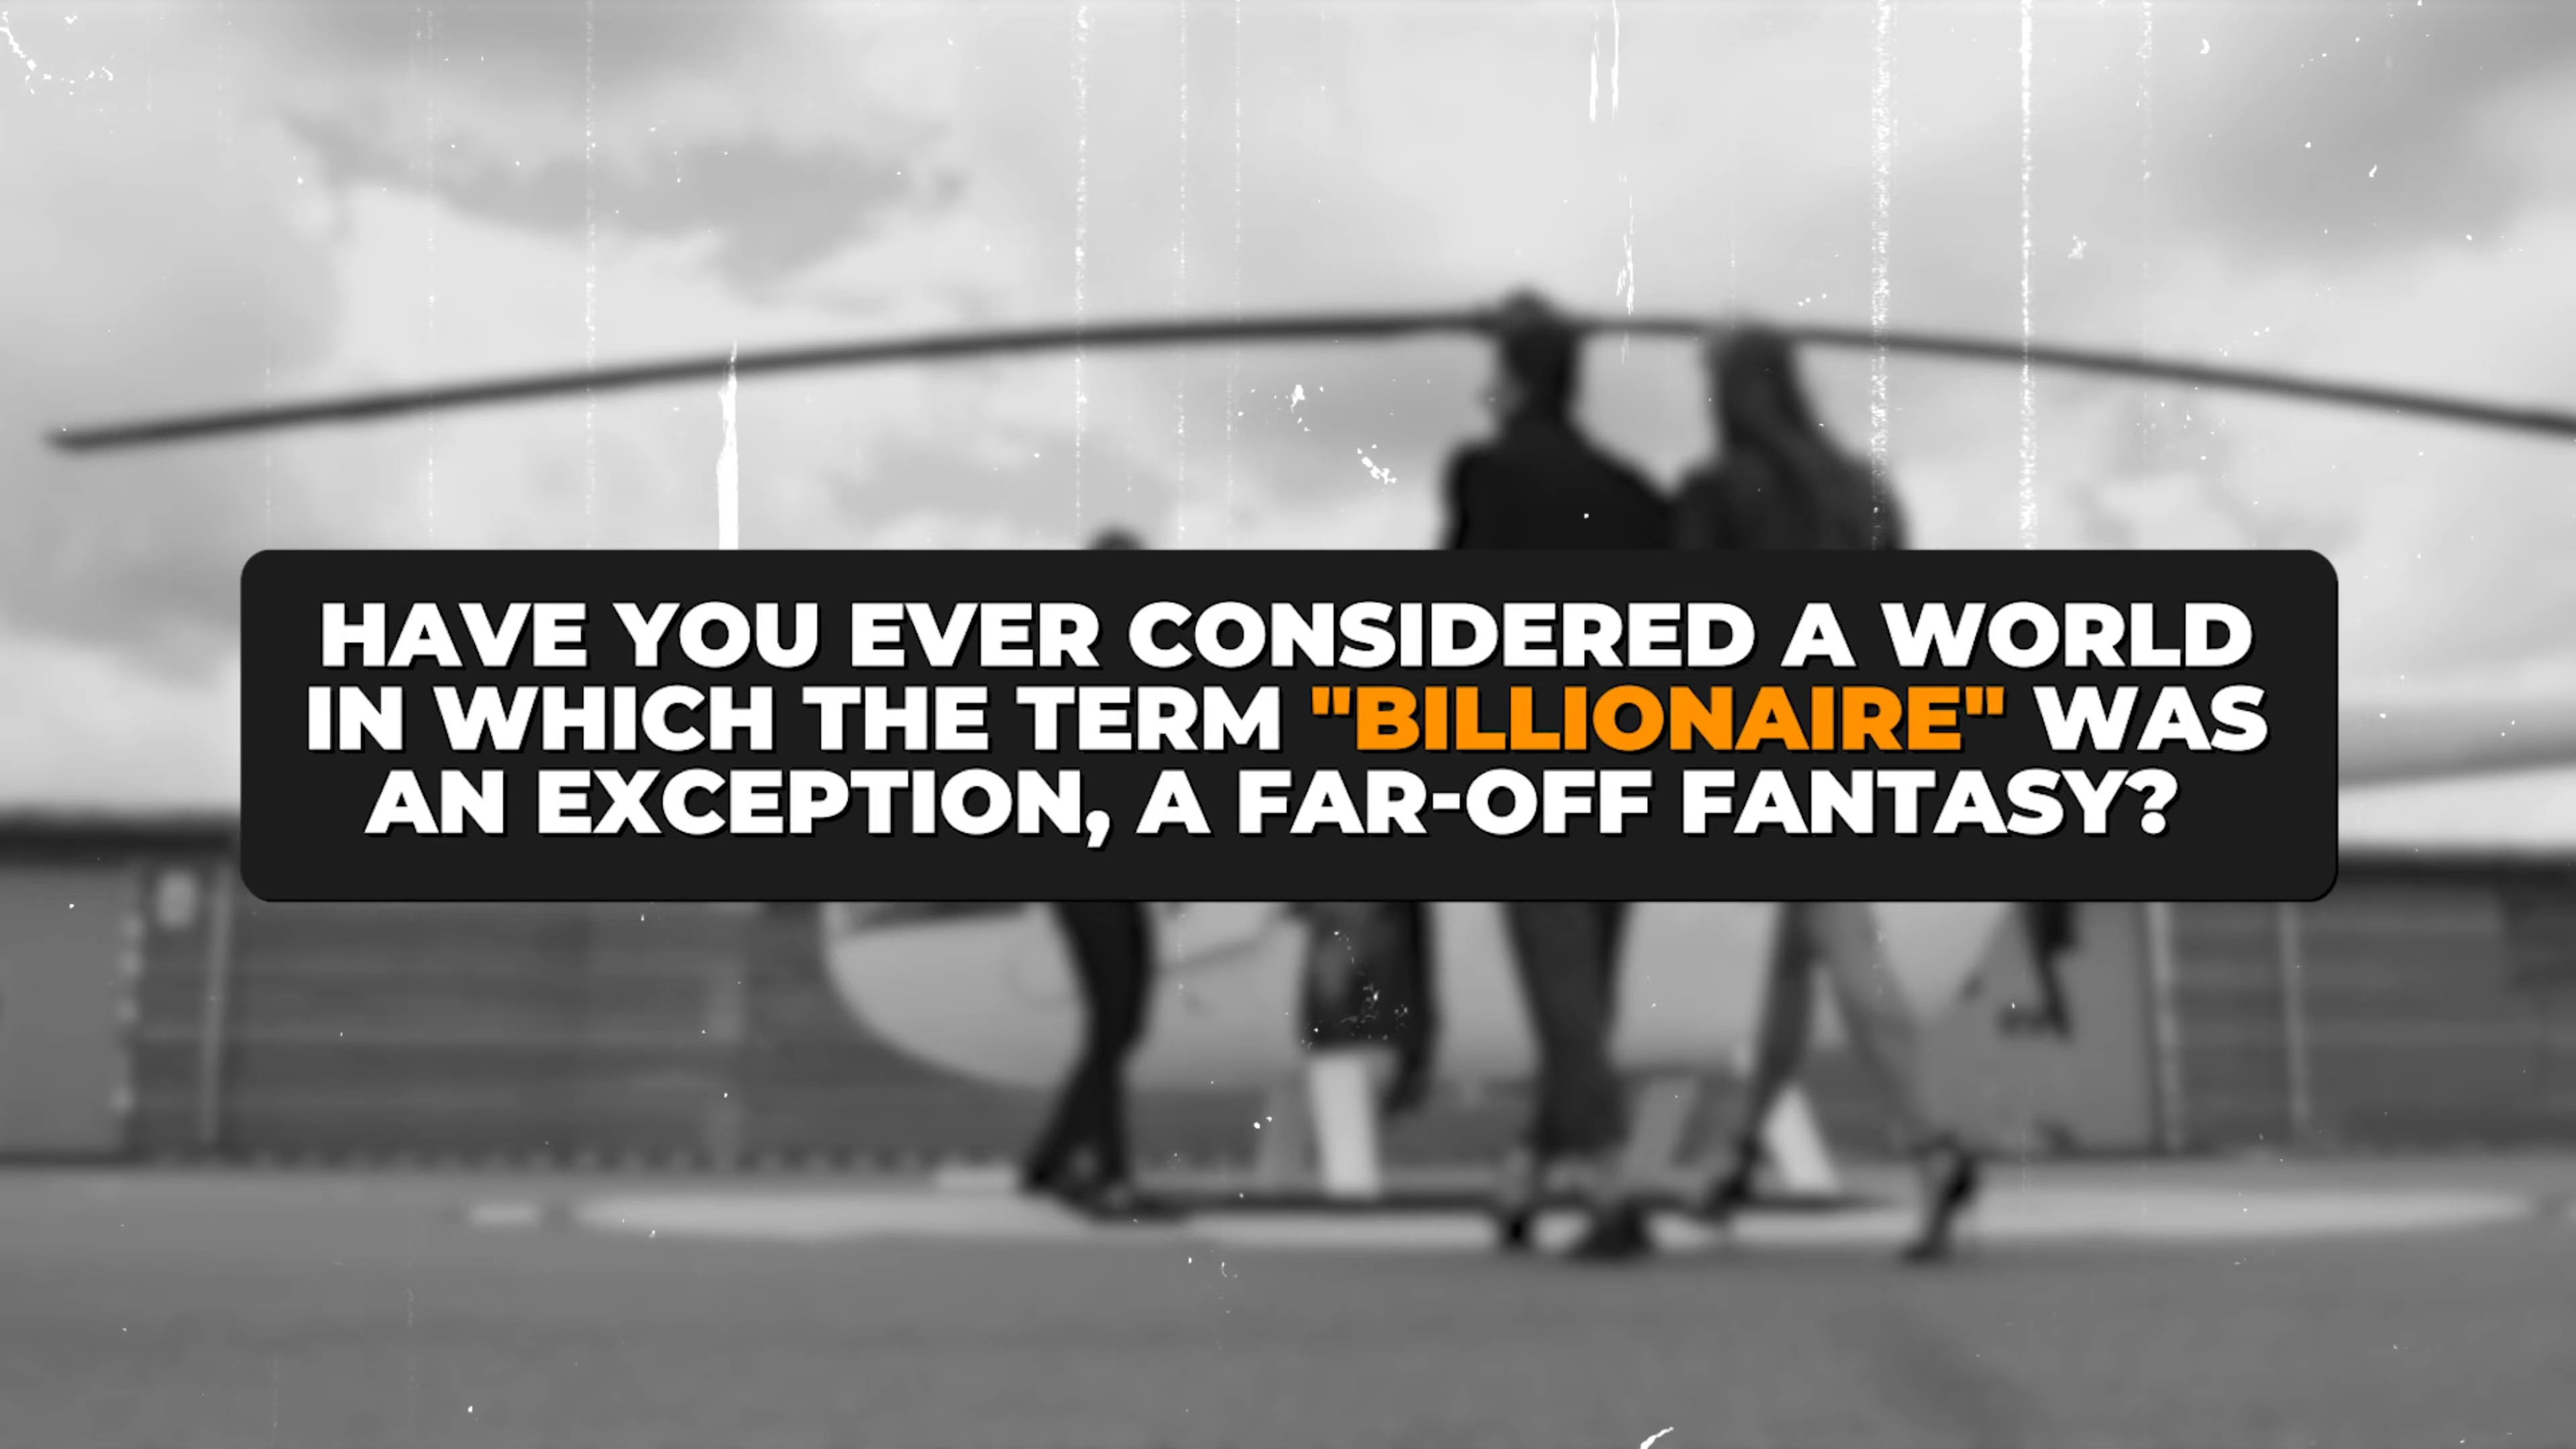 HAVE YOU EVER CONSIDERED A WORLD
IN WHICH THE TERM "BILLIONAIRE" WAS
AN EXCEPTION, A FAR-OFF FANTASY?